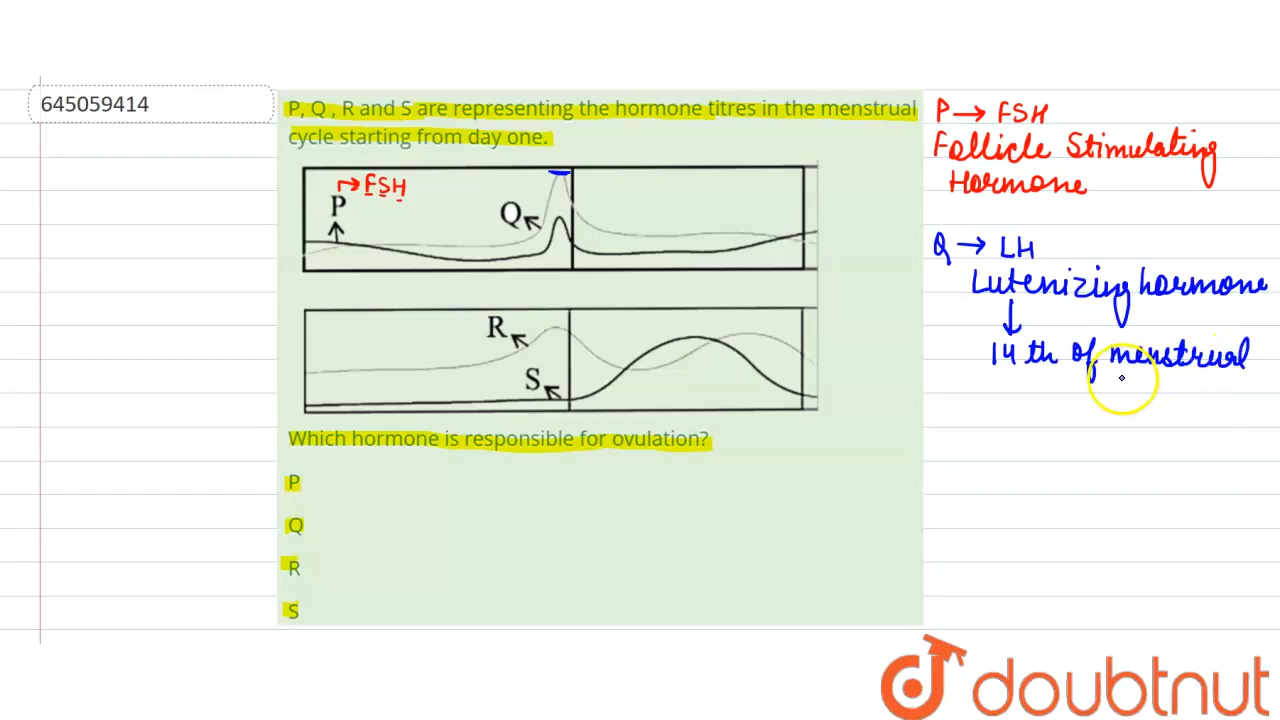 645059414
P, Q , R and S are representing the hormone titres in the menstrual
cycle starting from day one.
FSH
P
Q
R
S
Which hormone is responsible for ovulation?
P
Q
R
S
P → FSH
Follicle Stimulating
Hormone
Q → LH
Lutenizing hormone
↓
14 th of menstrual
doubtnut